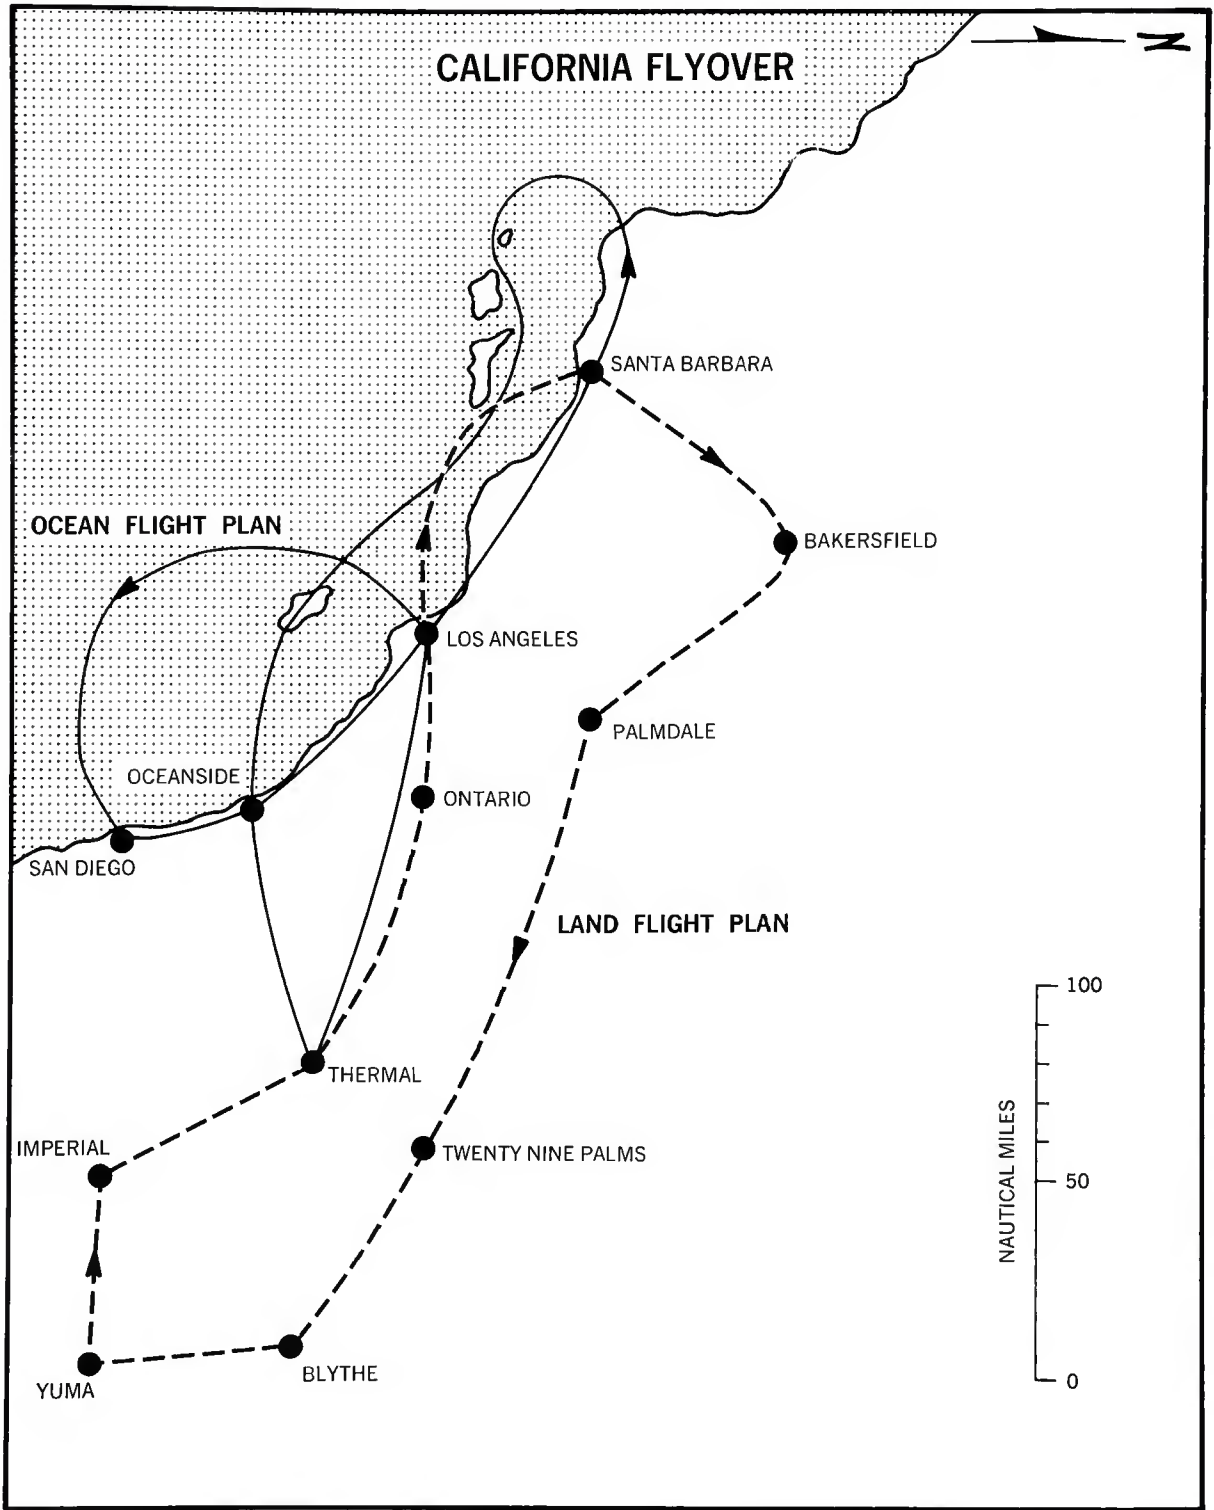 N
CALIFORNIA FLYOVER
SANTA BARBARA
OCEAN FLIGHT PLAN
BAKERSFIELD
LOS ANGELES
PALMDALE
OCEANSIDE
ONTARIO
SAN DIEGO
LAND FLIGHT PLAN
100
THERMAL
NAUTICAL MILES
IMPERIAL
TWENTY NINE PALMS
50
BLYTHE
0
YUMA